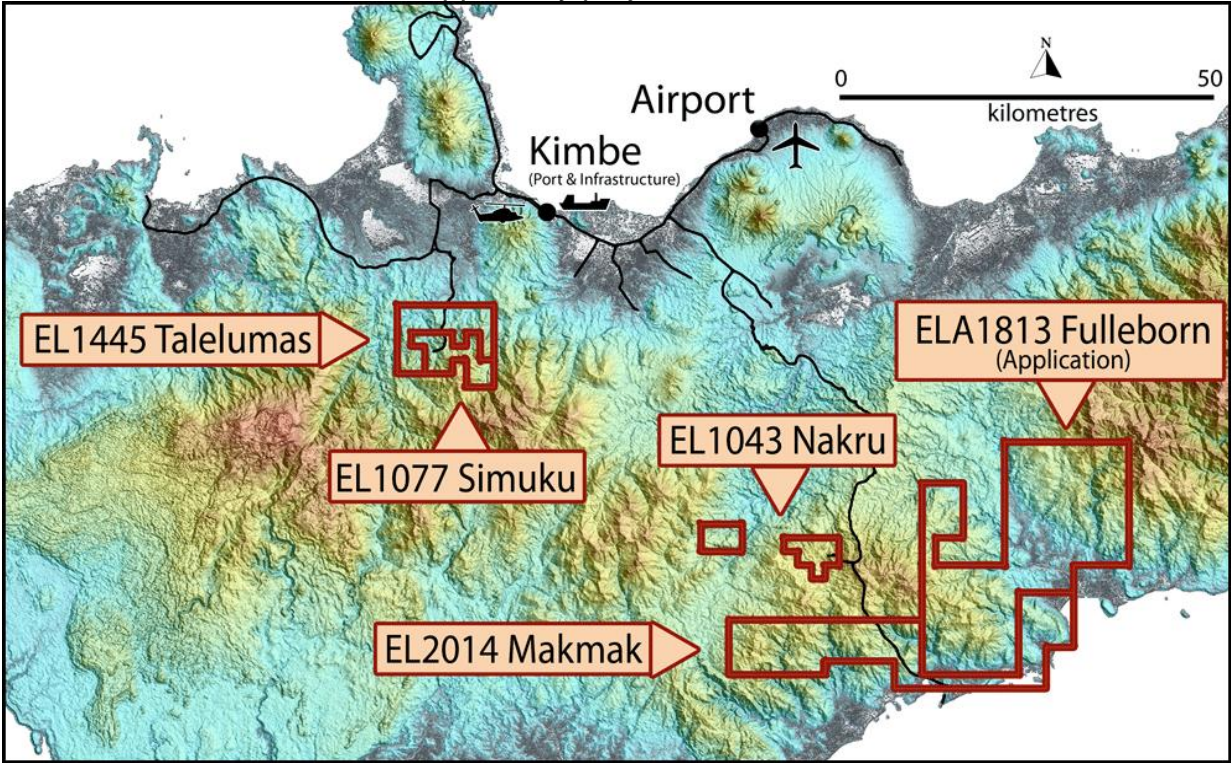 N
0 50
kilometres
Airport
Kimbe
(Port & Infrastructure)
EL1445 Talelumas
ELA1813 Fulleborn
(Application)
EL1043 Nakru
EL1077 Simuku
EL2014 Makmak